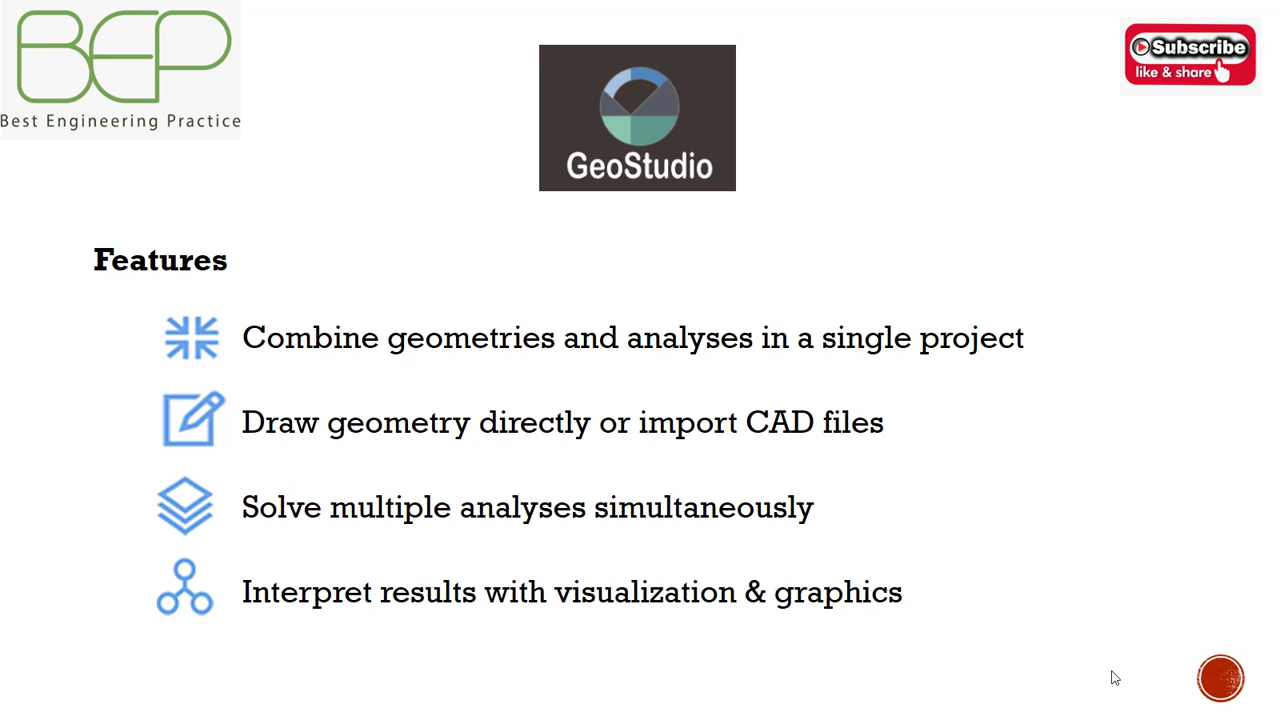 BEP
Best Engineering Practice
Subscribe
like & share
GeoStudio
Features
Combine geometries and analyses in a single project
Draw geometry directly or import CAD files
Solve multiple analyses simultaneously
Interpret results with visualization & graphics